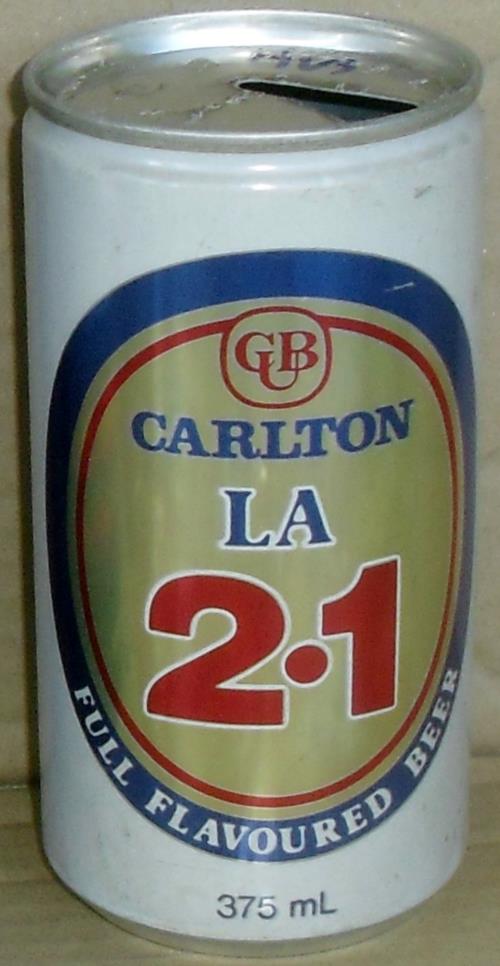 CUB
CARLTON
LA
2·1
FULL FLAVOURED BEER
375 mL